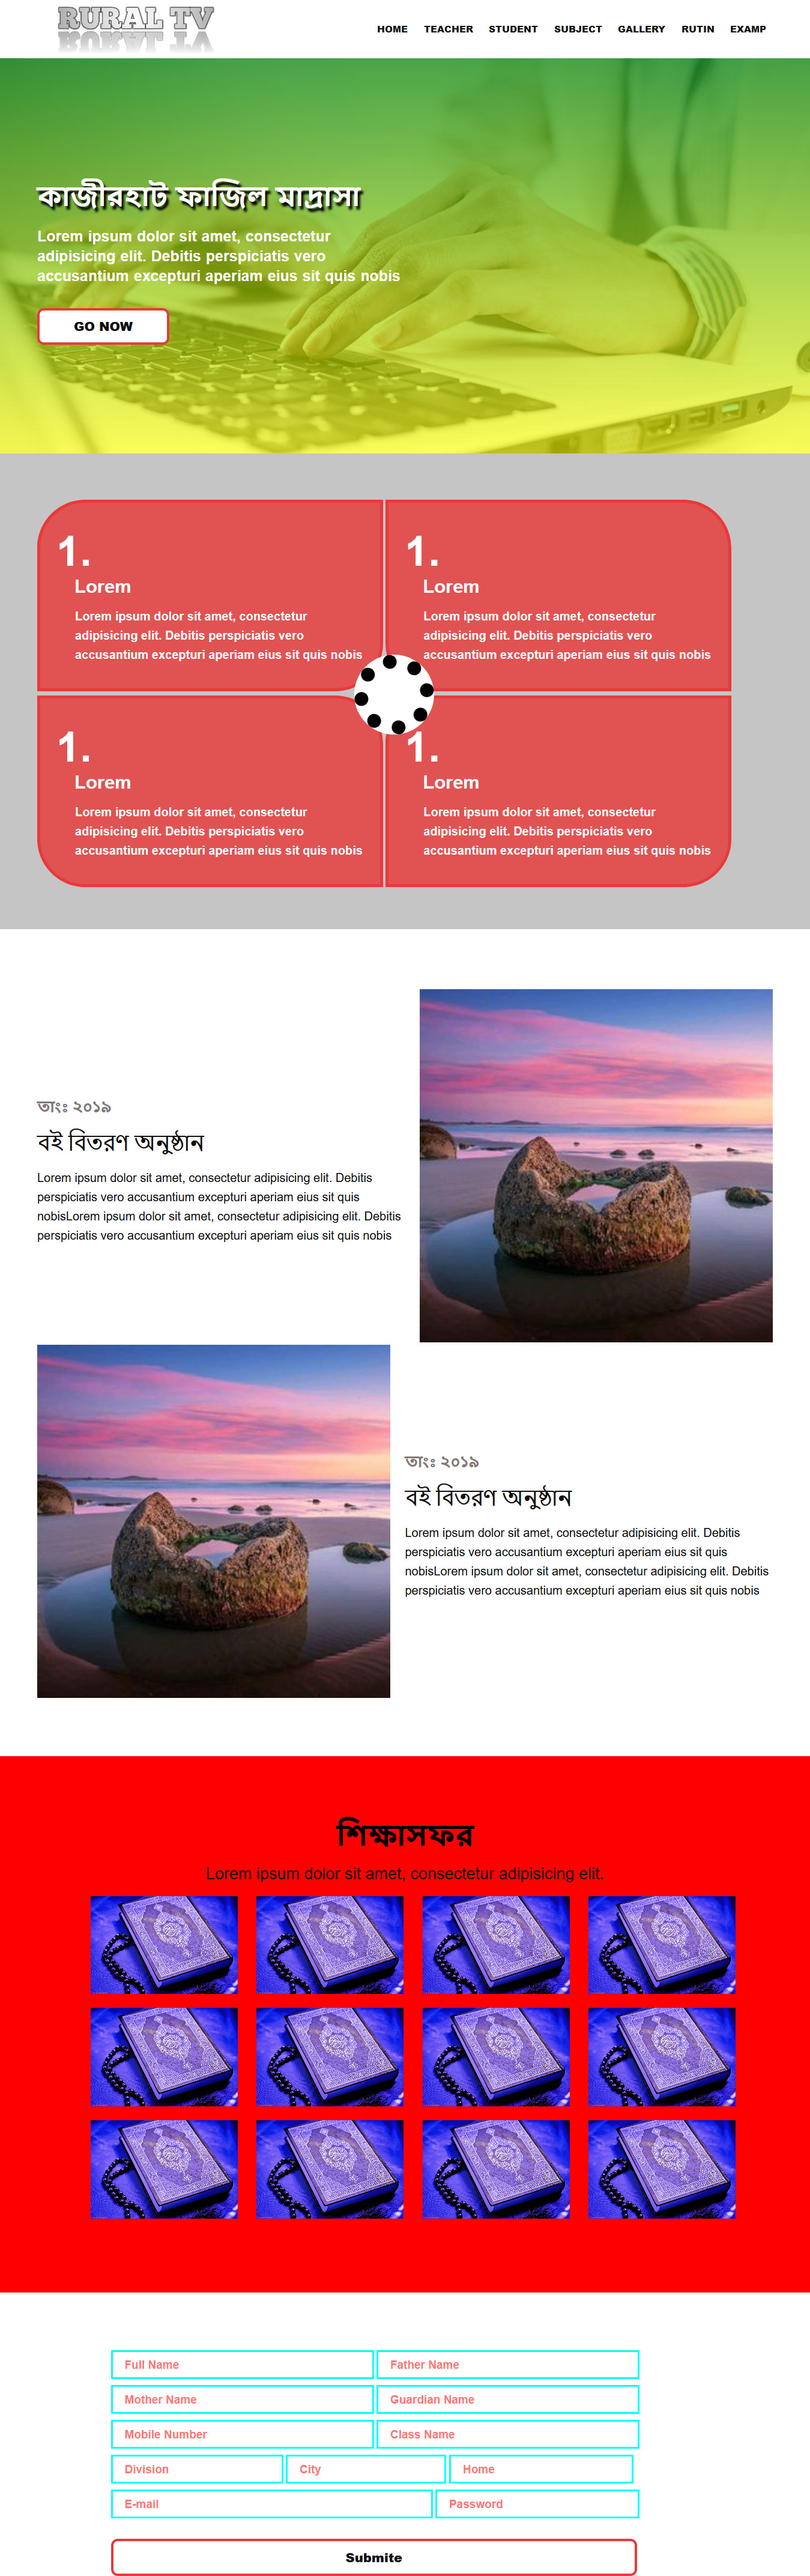 RURAL TV
HOME TEACHER STUDENT SUBJECT GALLERY RUTIN EXAMP
কাজীরহাট ফাজিল মাদ্রাসা
Lorem ipsum dolor sit amet, consectetur
adipisicing elit. Debitis perspiciatis vero
accusantium excepturi aperiam eius sit quis nobis
GO NOW
1.
Lorem
Lorem ipsum dolor sit amet, consectetur
adipisicing elit. Debitis perspiciatis vero
accusantium excepturi aperiam eius sit quis nobis
1.
Lorem
Lorem ipsum dolor sit amet, consectetur
adipisicing elit. Debitis perspiciatis vero
accusantium excepturi aperiam eius sit quis nobis
1.
Lorem
Lorem ipsum dolor sit amet, consectetur
adipisicing elit. Debitis perspiciatis vero
accusantium excepturi aperiam eius sit quis nobis
1.
Lorem
Lorem ipsum dolor sit amet, consectetur
adipisicing elit. Debitis perspiciatis vero
accusantium excepturi aperiam eius sit quis nobis
তাংঃ ২০১৯
বই বিতরণ অনুষ্ঠান
Lorem ipsum dolor sit amet, consectetur adipisicing elit. Debitis
perspiciatis vero accusantium excepturi aperiam eius sit quis
nobisLorem ipsum dolor sit amet, consectetur adipisicing elit. Debitis
perspiciatis vero accusantium excepturi aperiam eius sit quis nobis
তাংঃ ২০১৯
বই বিতরণ অনুষ্ঠান
Lorem ipsum dolor sit amet, consectetur adipisicing elit. Debitis
perspiciatis vero accusantium excepturi aperiam eius sit quis
nobisLorem ipsum dolor sit amet, consectetur adipisicing elit. Debitis
perspiciatis vero accusantium excepturi aperiam eius sit quis nobis
শিক্ষাসফর
Lorem ipsum dolor sit amet, consectetur adipisicing elit.
Full Name Father Name
Mother Name Guardian Name
Mobile Number Class Name
Division City Home
E-mail Password
Submite